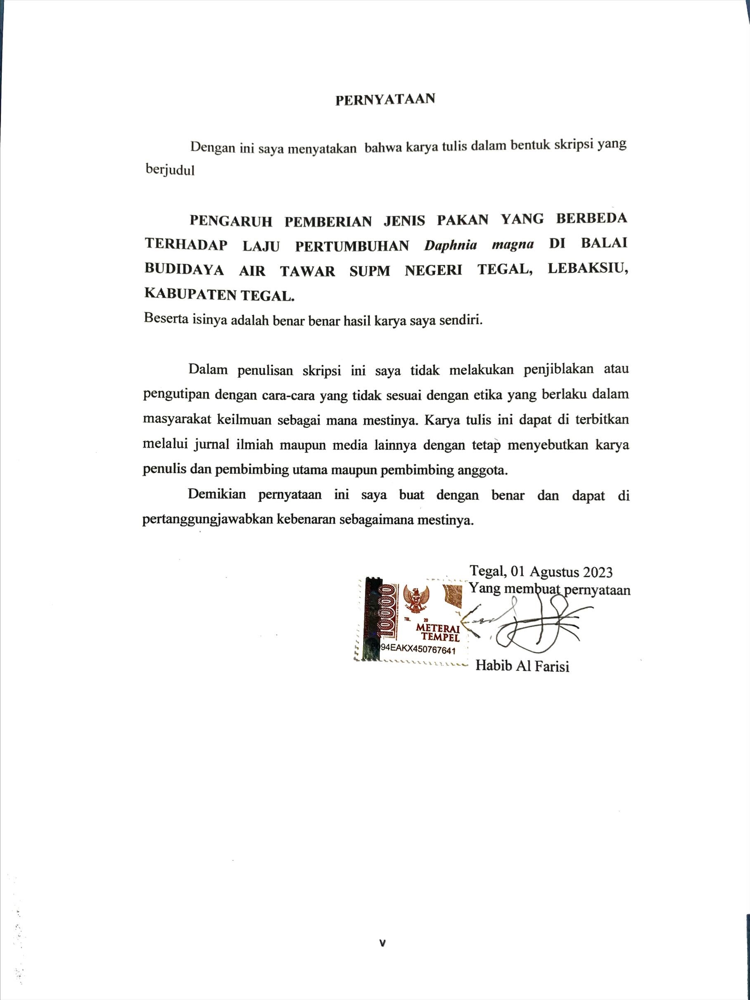 PERNYATAAN
Dengan ini saya menyatakan bahwa karya tulis dalam bentuk skripsi yang
berjudul
PENGARUH PEMBERIAN JENIS PAKAN YANG BERBEDA
TERHADAP LAJU PERTUMBUHAN Daphnia magna DI BALAI
BUDIDAYA AIR TAWAR SUPM NEGERI TEGAL, LEBAKSIU,
KABUPATEN TEGAL.
Beserta isinya adalah benar benar hasil karya saya sendiri.
Dalam penulisan skripsi ini saya tidak melakukan penjiblakan atau
pengutipan dengan cara-cara yang tidak sesuai dengan etika yang berlaku dalam
masyarakat keilmuan sebagai mana mestinya. Karya tulis ini dapat di terbitkan
melalui jurnal ilmiah maupun media lainnya dengan tetap menyebutkan karya
penulis dan pembimbing utama maupun pembimbing anggota.
Demikian pernyataan ini saya buat dengan benar dan dapat di
pertanggungjawabkan kebenaran sebagaimana mestinya.
Tegal, 01 Agustus 2023
Yang membuat pernyataan
10000
TGL. 20
METERAI
TEMPEL
94EAKX450767641
Habib Al Farisi
v